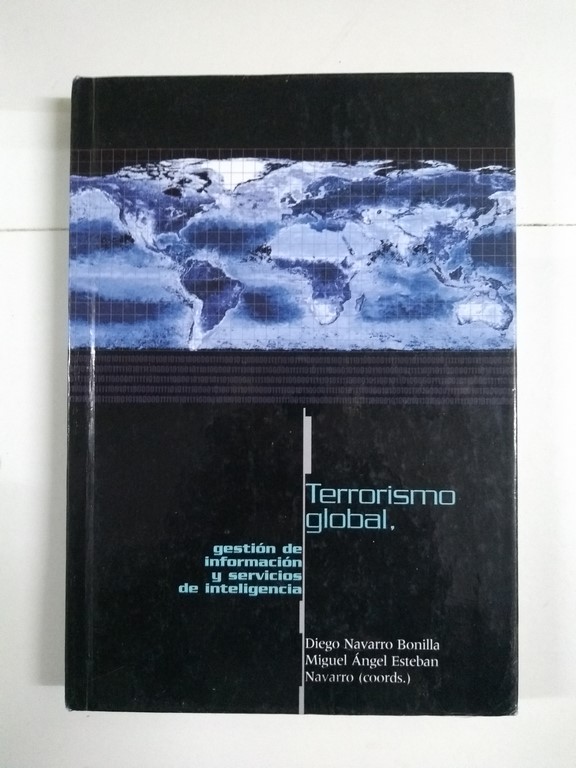 Terrorismo
global,
gestión de
información
y servicios
de inteligencia
Diego Navarro Bonilla
Miguel Ángel Esteban
Navarro (coords.)